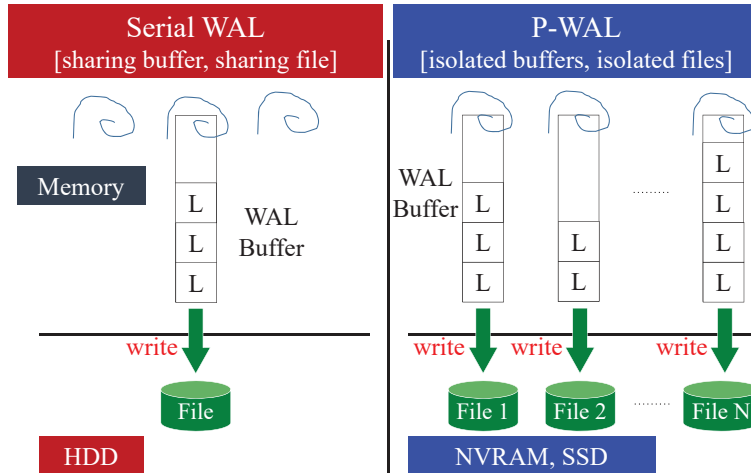 Serial WAL
[sharing buffer, sharing file]
Memory
L
L
L
WAL
Buffer
write
File
HDD
P-WAL
[isolated buffers, isolated files]
WAL
Buffer
L
L
L
L
L
.........
L
L
L
L
write
write
write
File 1
File 2
.........
File N
NVRAM, SSD